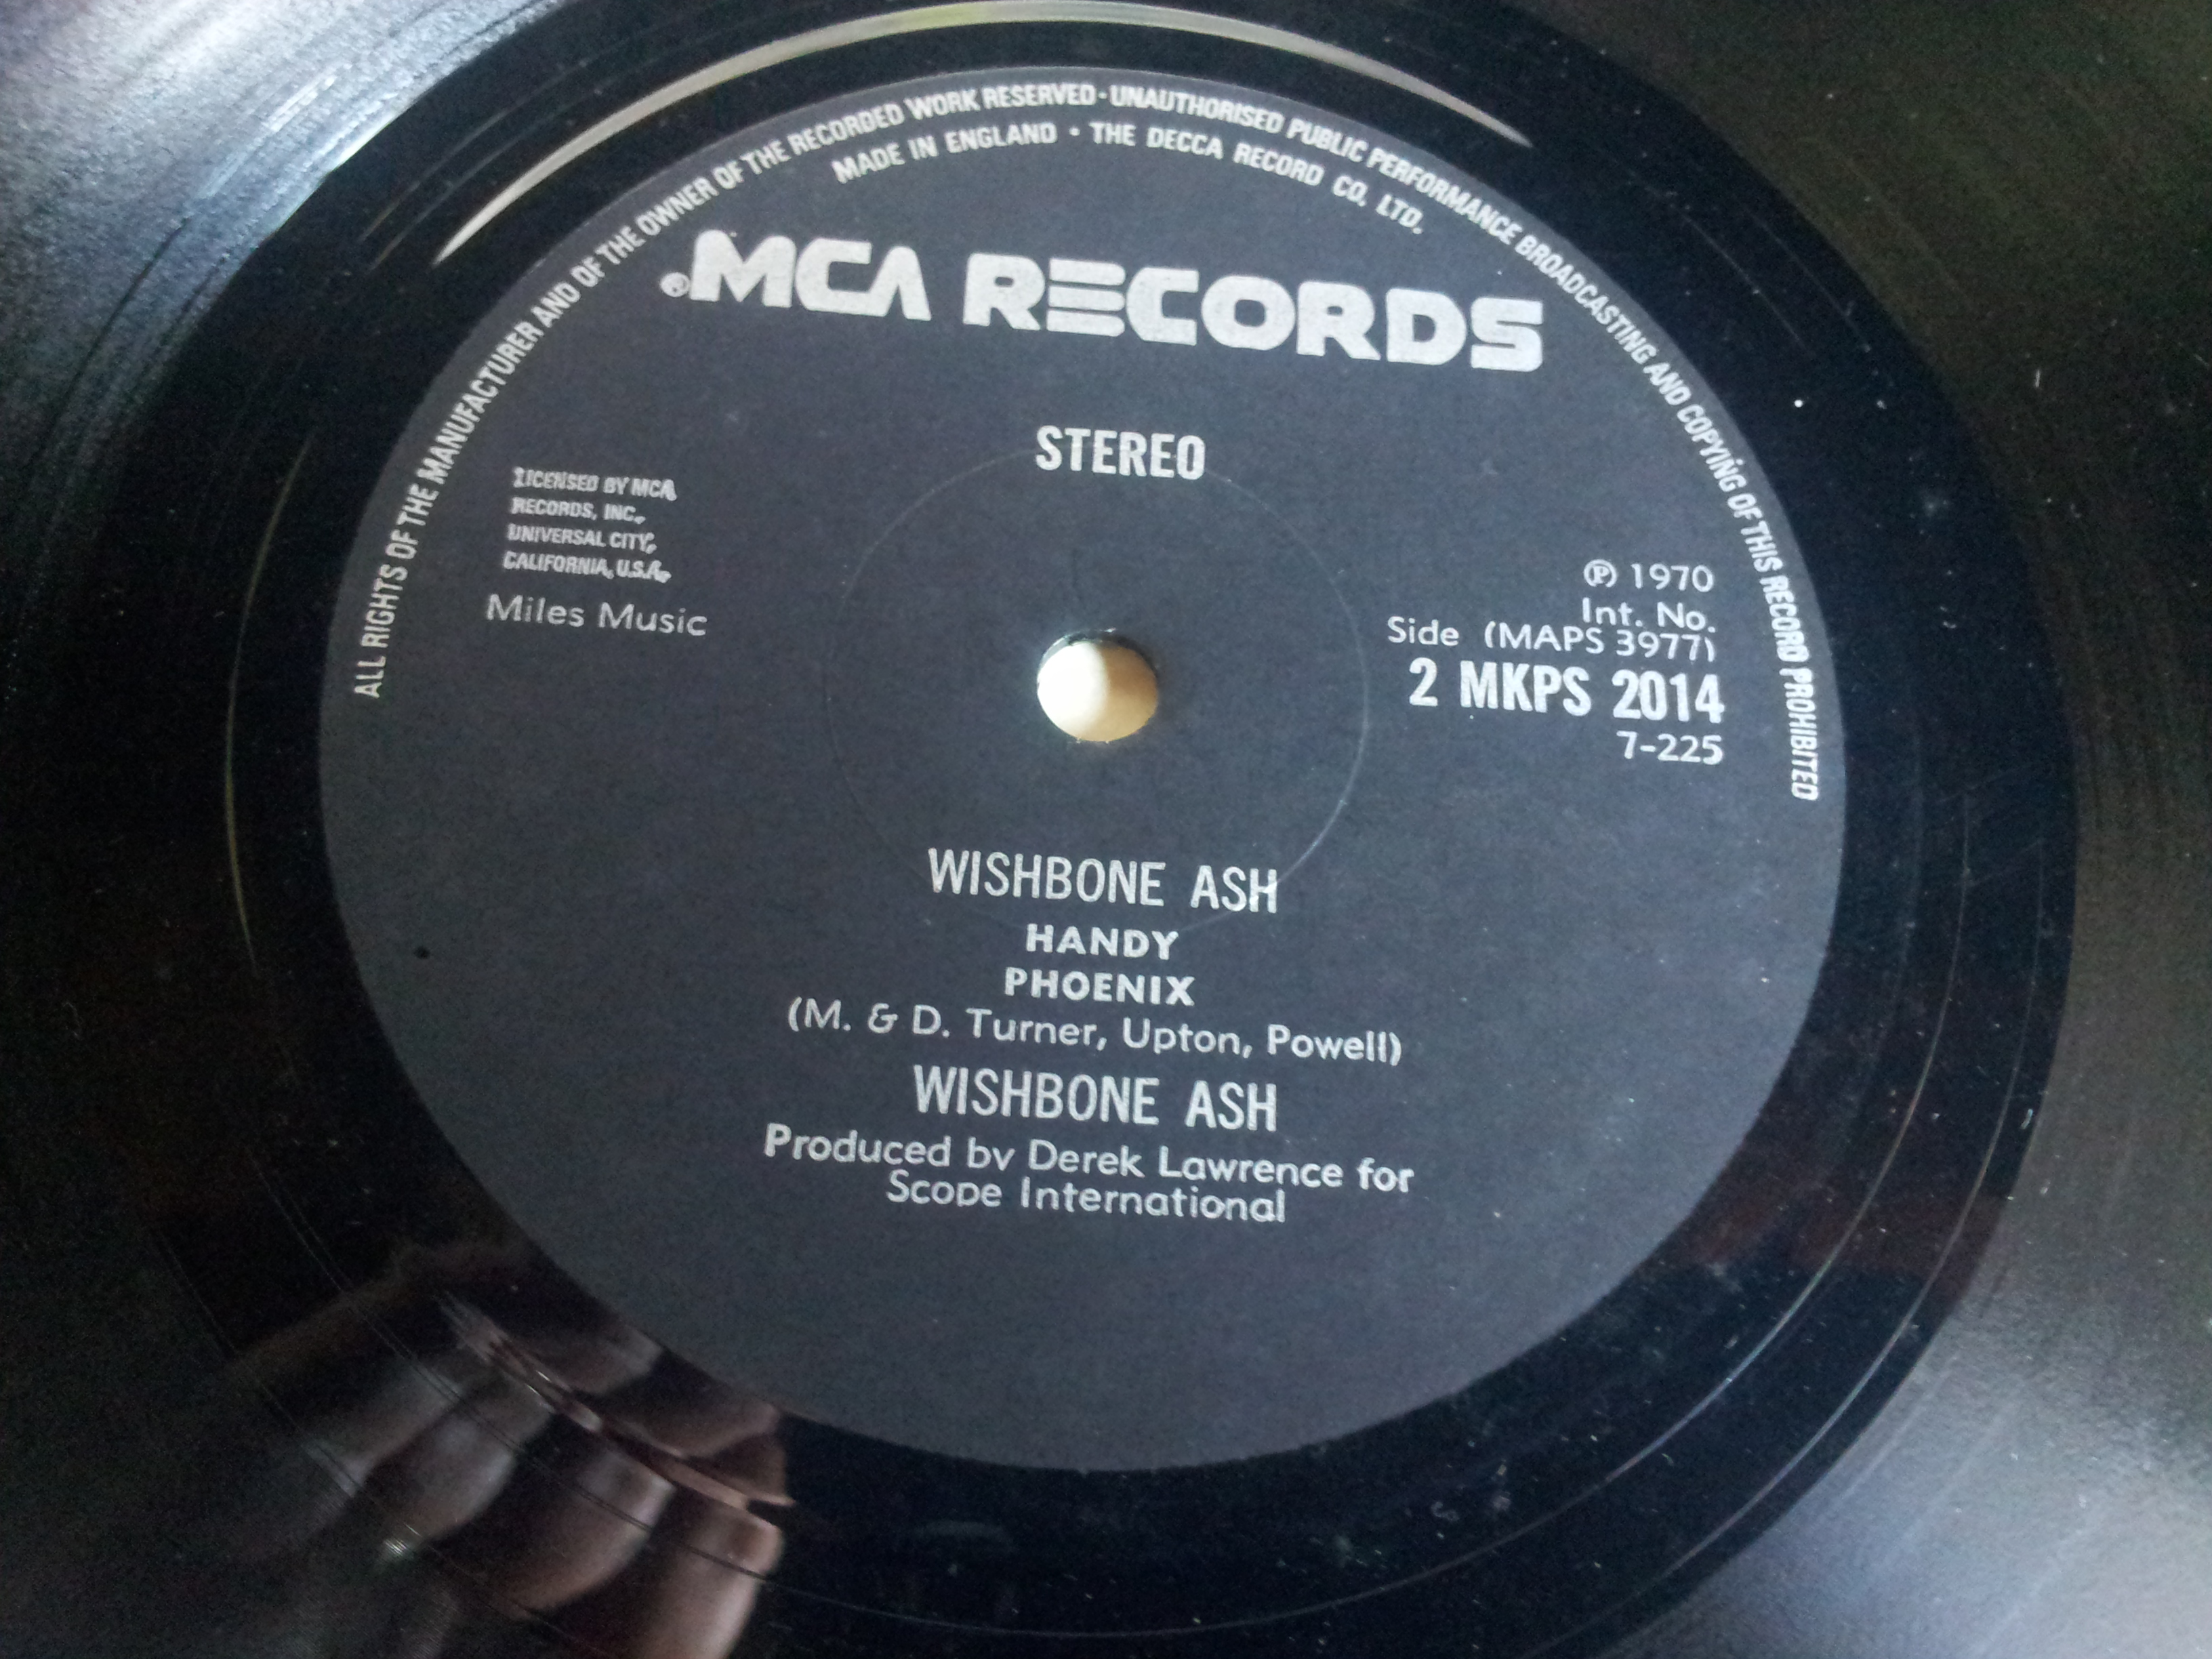 ALL RIGHTS OF THE MANUFACTURER AND OF THE OWNER OF THE RECORDED WORK RESERVED · UNAUTHORISED PUBLIC PERFORMANCE BROADCASTING AND COPYING OF THIS RECORD PROHIBITED
MADE IN ENGLAND • THE DECCA RECORD CO. LTD.
® MCA RECORDS
STEREO
LICENSED BY MCA
RECORDS, INC.,
UNIVERSAL CITY,
CALIFORNIA, U.S.A.
Miles Music
℗ 1970
Int. No.
Side (MAPS 3977)
2 MKPS 2014
7-225
WISHBONE ASH
HANDY
PHOENIX
(M. & D. Turner, Upton, Powell)
WISHBONE ASH
Produced by Derek Lawrence for
Scope International